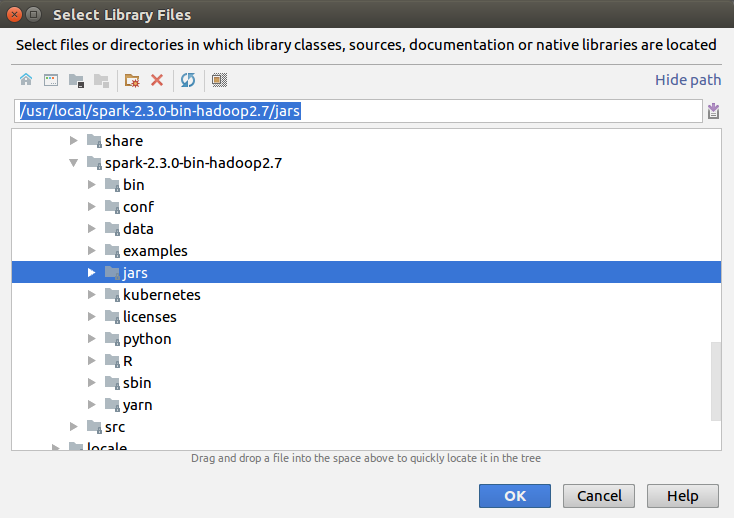 Select Library Files
Select files or directories in which library classes, sources, documentation or native libraries are located
Hide path
/usr/local/spark-2.3.0-bin-hadoop2.7/jars
share
spark-2.3.0-bin-hadoop2.7
bin
conf
data
examples
jars
kubernetes
licenses
python
R
sbin
yarn
src
locale
Drag and drop a file into the space above to quickly locate it in the tree
OK Cancel Help